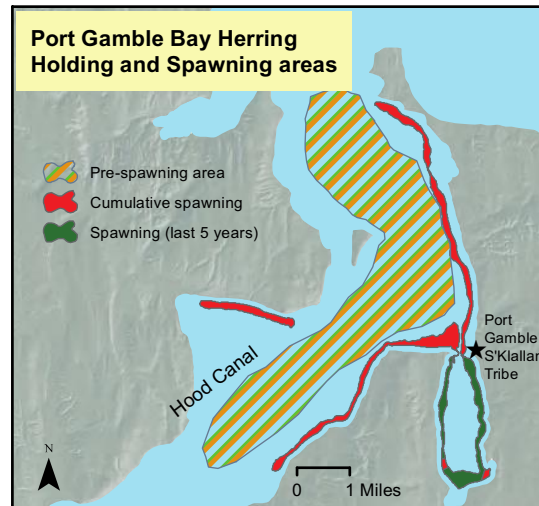 Port Gamble Bay Herring
Holding and Spawning areas
Pre-spawning area
Cumulative spawning
Spawning (last 5 years)
Port
Gamble
S'Klallar
Tribe
Hood Canal
N
0 1 Miles